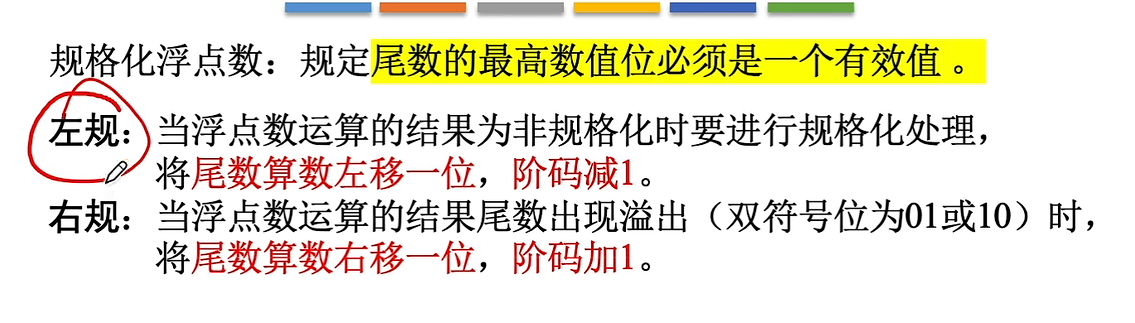 规格化浮点数：规定尾数的最高数值位必须是一个有效值 。
左规：当浮点数运算的结果为非规格化时要进行规格化处理，
将尾数算数左移一位，阶码减1。
右规：当浮点数运算的结果尾数出现溢出（双符号位为01或10）时，
将尾数算数右移一位，阶码加1。